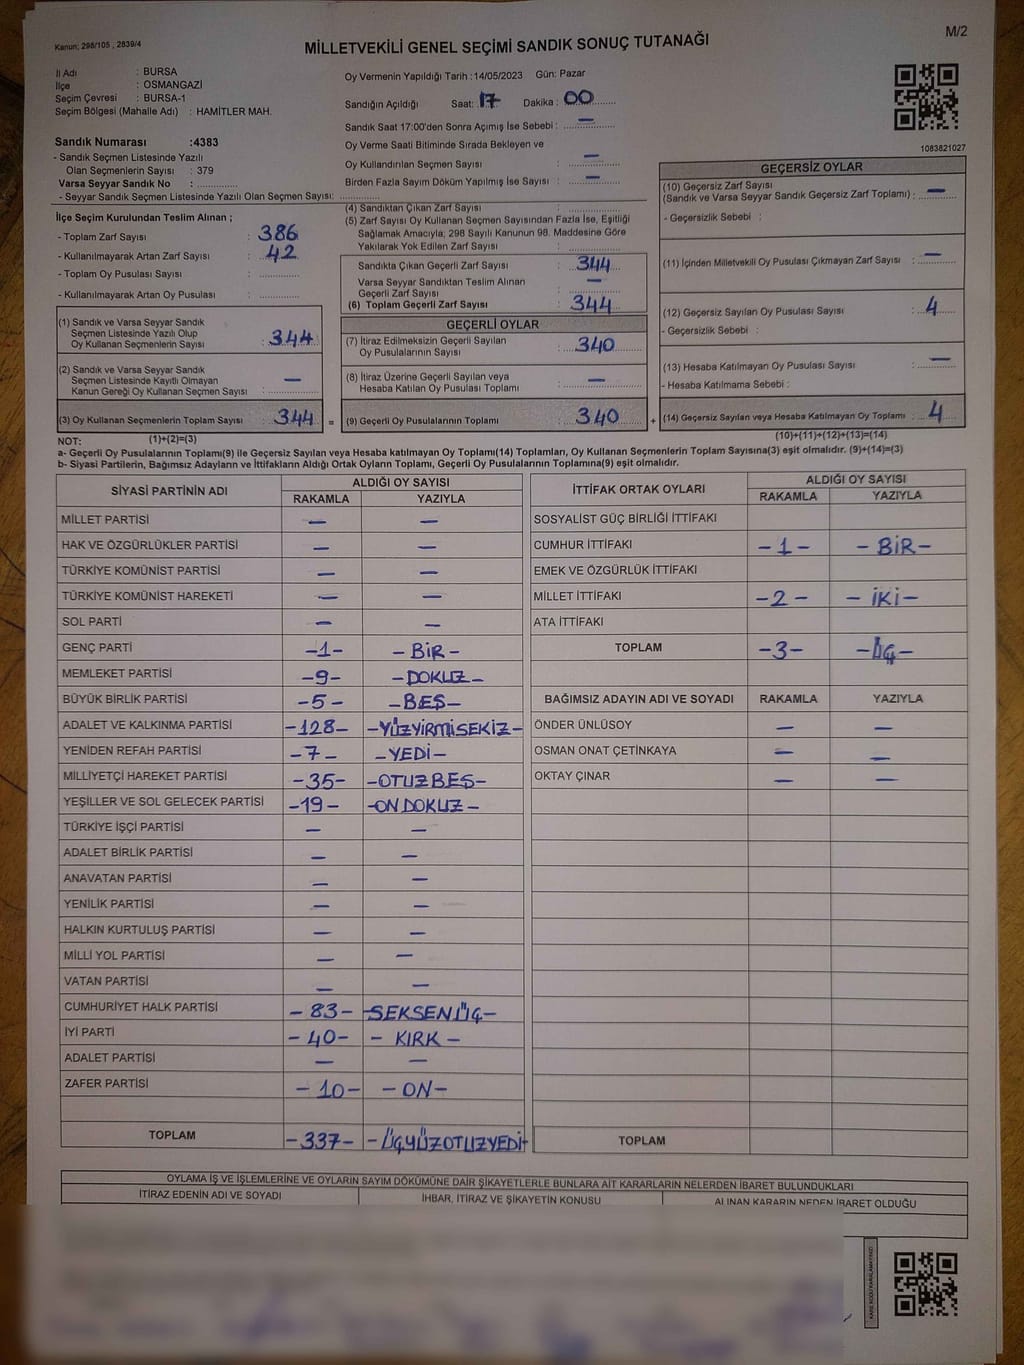 Kanun; 298/105 , 2839/4
MİLLETVEKİLİ GENEL SEÇİMİ SANDIK SONUÇ TUTANAĞI
M/2
İl Adı : BURSA
İlçe : OSMANGAZİ
Seçim Çevresi : BURSA-1
Seçim Bölgesi (Mahalle Adı) : HAMİTLER MAH.
Oy Vermenin Yapıldığı Tarih :14/05/2023 Gün: Pazar
Sandığın Açıldığı Saat: 17 Dakika : 00
Sandık Saat 17:00'den Sonra Açımış İse Sebebi : —
Oy Verme Saati Bitiminde Sırada Bekleyen ve
Oy Kullandırılan Seçmen Sayısı : —
Birden Fazla Sayım Döküm Yapılmış İse Sayısı : —
1083821027
Sandık Numarası :4383
- Sandık Seçmen Listesinde Yazılı
Olan Seçmenlerin Sayısı : 379
Varsa Seyyar Sandık No :
- Seyyar Sandık Seçmen Listesinde Yazılı Olan Seçmen Sayısı:
İlçe Seçim Kurulundan Teslim Alınan ;
- Toplam Zarf Sayısı : 386
- Kullanılmayarak Artan Zarf Sayısı : 42
- Toplam Oy Pusulası Sayısı :
- Kullanılmayarak Artan Oy Pusulası :
(1) Sandık ve Varsa Seyyar Sandık
Seçmen Listesinde Yazılı Olup
Oy Kullanan Seçmenlerin Sayısı : 344
(2) Sandık ve Varsa Seyyar Sandık
Seçmen Listesinde Kayıtlı Olmayan
Kanun Gereği Oy Kullanan Seçmen Sayısı : —
(3) Oy Kullanan Seçmenlerin Toplam Sayısı : 344 =
(4) Sandıktan Çıkan Zarf Sayısı :
(5) Zarf Sayısı Oy Kullanan Seçmen Sayısından Fazla İse, Eşitliği
Sağlamak Amacıyla; 298 Sayılı Kanunun 98. Maddesine Göre
Yakılarak Yok Edilen Zarf Sayısı :
Sandıkta Çıkan Geçerli Zarf Sayısı : 344
Varsa Seyyar Sandıktan Teslim Alınan
Geçerli Zarf Sayısı : —
(6) Toplam Geçerli Zarf Sayısı : 344
GEÇERLİ OYLAR
(7) İtiraz Edilmeksizin Geçerli Sayılan
Oy Pusulalarının Sayısı : 340
(8) İtiraz Üzerine Geçerli Sayılan veya
Hesaba Katılan Oy Pusulası Toplamı : —
(9) Geçerli Oy Pusulalarının Toplamı : 340 +
GEÇERSİZ OYLAR
(10) Geçersiz Zarf Sayısı
(Sandık ve Varsa Seyyar Sandık Geçersiz Zarf Toplamı) : —
- Geçersizlik Sebebi :
(11) İçinden Milletvekili Oy Pusulası Çıkmayan Zarf Sayısı : —
(12) Geçersiz Sayılan Oy Pusulası Sayısı : 4
- Geçersizlik Sebebi :
(13) Hesaba Katılmayan Oy Pusulası Sayısı : —
- Hesaba Katılmama Sebebi :
(14) Geçersiz Sayılan veya Hesaba Katılmayan Oy Toplamı : 4
NOT: (1)+(2)=(3) (10)+(11)+(12)+(13)=(14)
a- Geçerli Oy Pusulalarının Toplamı(9) ile Geçersiz Sayılan veya Hesaba katılmayan Oy Toplamı(14) Toplamları, Oy Kullanan Seçmenlerin Toplam Sayısına(3) eşit olmalıdır. (9)+(14)=(3)
b- Siyasi Partilerin, Bağımsız Adayların ve İttifakların Aldığı Ortak Oyların Toplamı, Geçerli Oy Pusulalarının Toplamına(9) eşit olmalıdır.
SİYASİ PARTİNİN ADI ALDIĞI OY SAYISI
RAKAMLA YAZIYLA
MİLLET PARTİSİ — —
HAK VE ÖZGÜRLÜKLER PARTİSİ — —
TÜRKİYE KOMÜNİST PARTİSİ — —
TÜRKİYE KOMÜNİST HAREKETİ — —
SOL PARTİ — —
GENÇ PARTİ -1- -BİR-
MEMLEKET PARTİSİ -9- -DOKUZ-
BÜYÜK BİRLİK PARTİSİ -5- -BEŞ-
ADALET VE KALKINMA PARTİSİ -128- -YÜZYİRMİSEKİZ-
YENİDEN REFAH PARTİSİ -7- -YEDİ-
MİLLİYETÇİ HAREKET PARTİSİ -35- -OTUZBEŞ-
YEŞİLLER VE SOL GELECEK PARTİSİ -19- -ONDOKUZ-
TÜRKİYE İŞÇİ PARTİSİ — —
ADALET BİRLİK PARTİSİ — —
ANAVATAN PARTİSİ — —
YENİLİK PARTİSİ — —
HALKIN KURTULUŞ PARTİSİ — —
MİLLİ YOL PARTİSİ — —
VATAN PARTİSİ — —
CUMHURİYET HALK PARTİSİ -83- -SEKSENÜÇ-
İYİ PARTİ -40- -KIRK-
ADALET PARTİSİ — —
ZAFER PARTİSİ -10- -ON-
TOPLAM -337- -ÜÇYÜZOTUZYEDİ-
İTTİFAK ORTAK OYLARI ALDIĞI OY SAYISI
RAKAMLA YAZIYLA
SOSYALİST GÜÇ BİRLİĞİ İTTİFAKI
CUMHUR İTTİFAKI -1- -BİR-
EMEK VE ÖZGÜRLÜK İTTİFAKI
MİLLET İTTİFAKI -2- -İKİ-
ATA İTTİFAKI
TOPLAM -3- -ÜÇ-
BAĞIMSIZ ADAYIN ADI VE SOYADI RAKAMLA YAZIYLA
ÖNDER ÜNLÜSOY — —
OSMAN ONAT ÇETİNKAYA — —
OKTAY ÇINAR — —
TOPLAM
OYLAMA İŞ VE İŞLEMLERİNE VE OYLARIN SAYIM DÖKÜMÜNE DAİR ŞİKAYETLERLE BUNLARA AİT KARARLARIN NELERDEN İBARET BULUNDUKLARI
İTİRAZ EDENİN ADI VE SOYADI İHBAR, İTİRAZ VE ŞİKAYETİN KONUSU ALINAN KARARIN NEDEN İBARET OLDUĞU